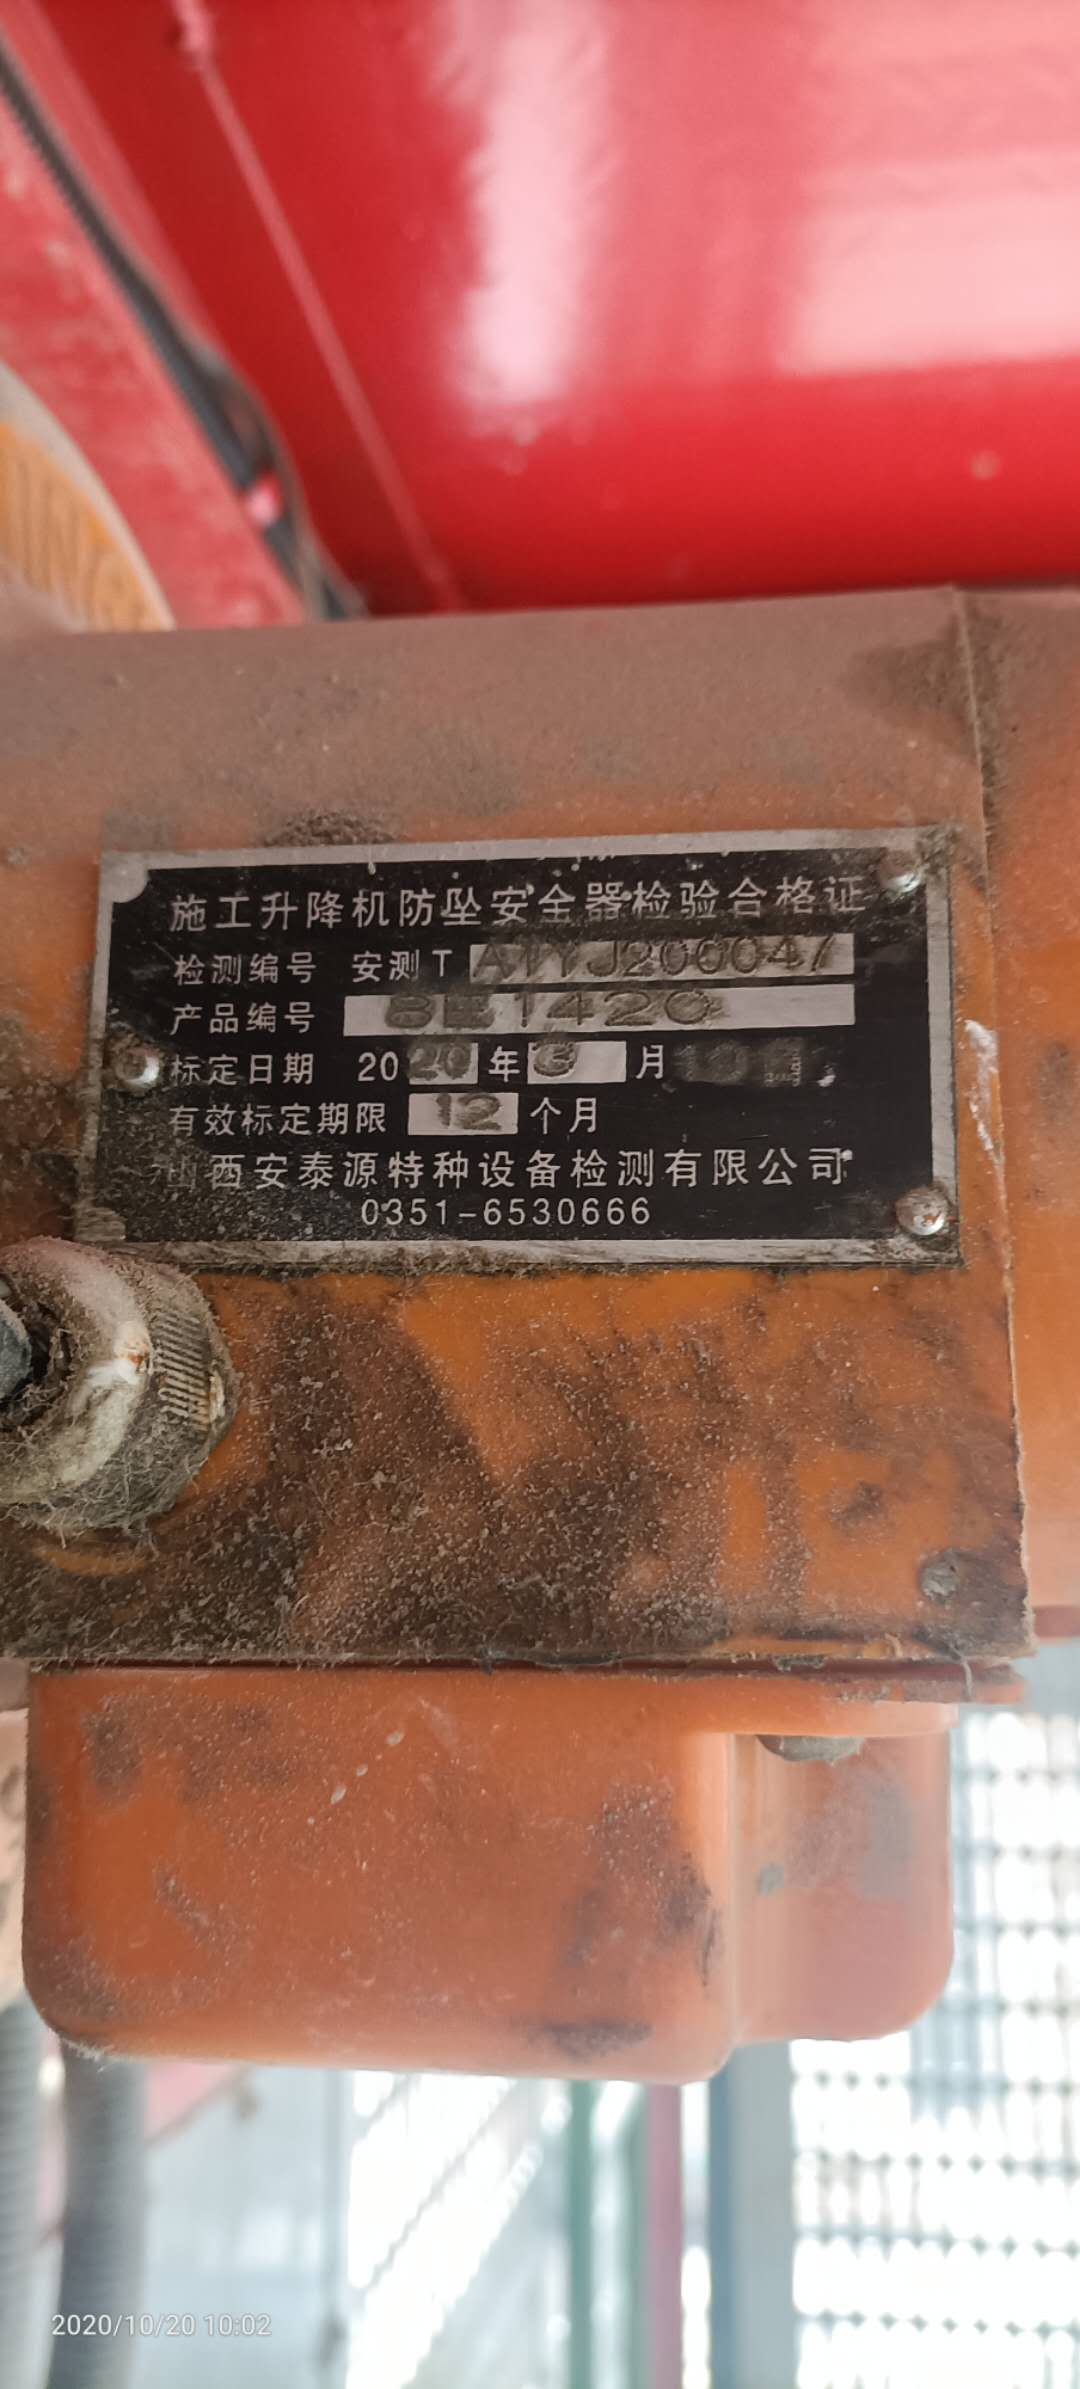 施工升降机防坠安全器检验合格证
检测编号 安测T A1YJ200047
产品编号 BE1420
标定日期 2020年 月
有效标定期限 12 个月
山西安泰源特种设备检测有限公司
0351-6530666
2020/10/20 10:02